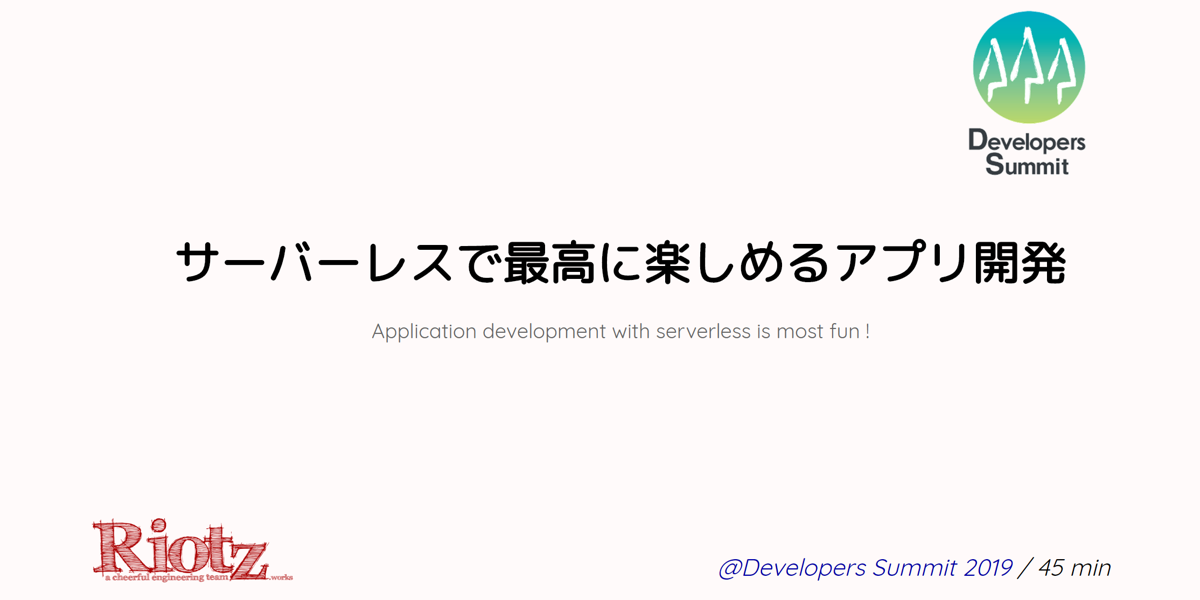 Developers
Summit
サーバーレスで最高に楽しめるアプリ開発
Application development with serverless is most fun !
Riotz
a cheerful engineering team
.works
@Developers Summit 2019 / 45 min